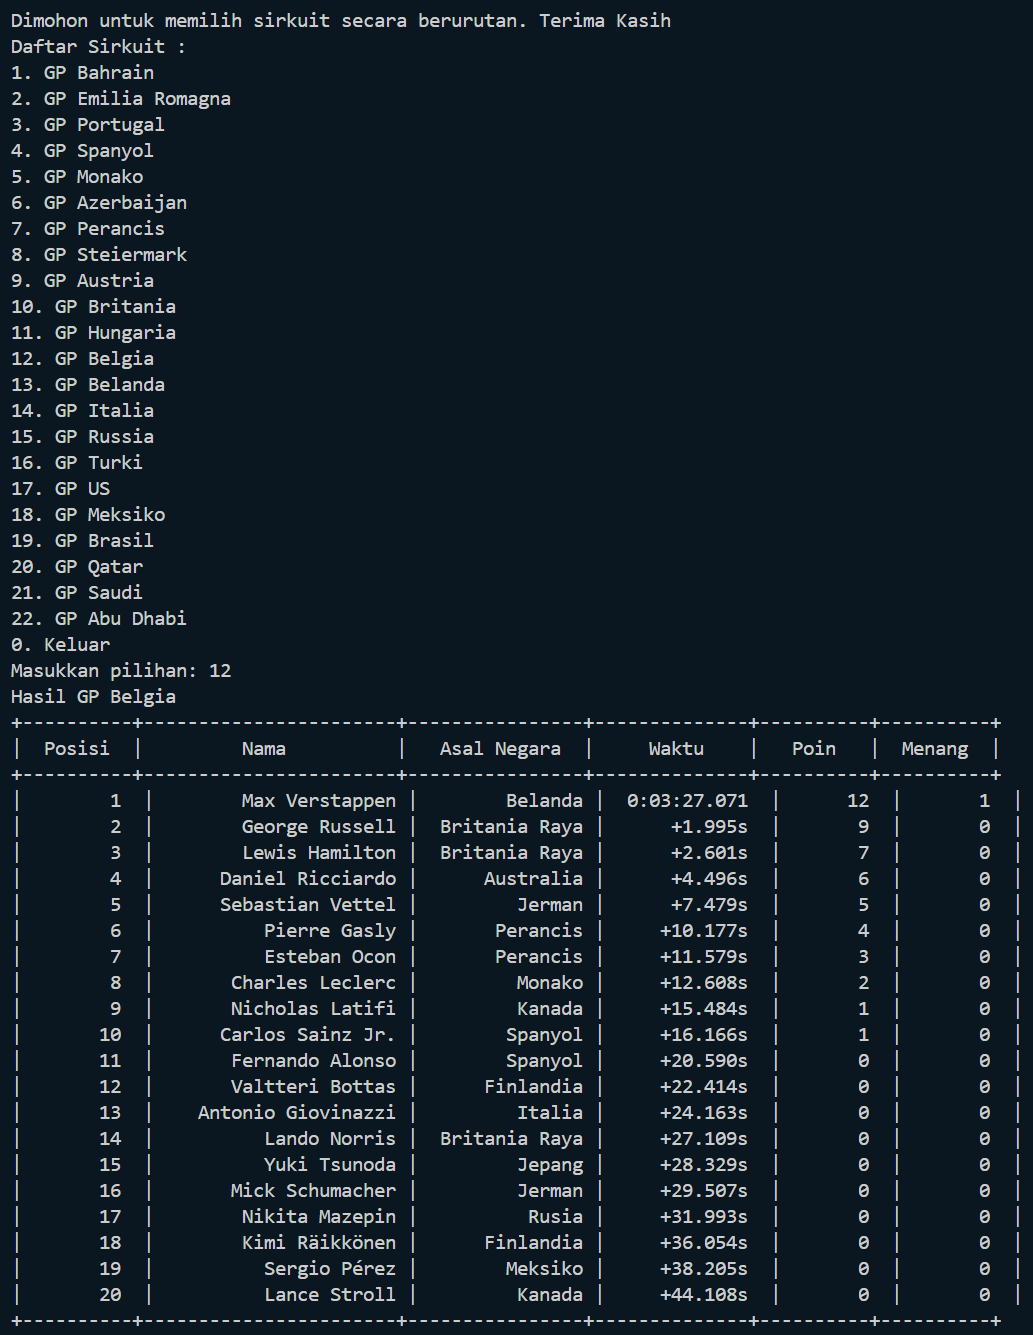 Dimohon untuk memilih sirkuit secara berurutan. Terima Kasih
Daftar Sirkuit :
1. GP Bahrain
2. GP Emilia Romagna
3. GP Portugal
4. GP Spanyol
5. GP Monako
6. GP Azerbaijan
7. GP Perancis
8. GP Steiermark
9. GP Austria
10. GP Britania
11. GP Hungaria
12. GP Belgia
13. GP Belanda
14. GP Italia
15. GP Russia
16. GP Turki
17. GP US
18. GP Meksiko
19. GP Brasil
20. GP Qatar
21. GP Saudi
22. GP Abu Dhabi
0. Keluar
Masukkan pilihan: 12
Hasil GP Belgia
+----------+-----------------------+----------------+--------------+----------+----------+
|  Posisi  |         Nama          |   Asal Negara  |     Waktu    |   Poin   |  Menang  |
+----------+-----------------------+----------------+--------------+----------+----------+
|        1  |        Max Verstappen |        Belanda |  0:03:27.071  |      12  |       1  |
|        2  |        George Russell |  Britania Raya |      +1.995s  |       9  |       0  |
|        3  |        Lewis Hamilton |  Britania Raya |      +2.601s  |       7  |       0  |
|        4  |      Daniel Ricciardo |      Australia |      +4.496s  |       6  |       0  |
|        5  |      Sebastian Vettel |         Jerman |      +7.479s  |       5  |       0  |
|        6  |          Pierre Gasly |       Perancis |     +10.177s  |       4  |       0  |
|        7  |          Esteban Ocon |       Perancis |     +11.579s  |       3  |       0  |
|        8  |       Charles Leclerc |         Monako |     +12.608s  |       2  |       0  |
|        9  |       Nicholas Latifi |         Kanada |     +15.484s  |       1  |       0  |
|       10  |      Carlos Sainz Jr. |        Spanyol |     +16.166s  |       1  |       0  |
|       11  |       Fernando Alonso |        Spanyol |     +20.590s  |       0  |       0  |
|       12  |       Valtteri Bottas |      Finlandia |     +22.414s  |       0  |       0  |
|       13  |    Antonio Giovinazzi |         Italia |     +24.163s  |       0  |       0  |
|       14  |          Lando Norris |  Britania Raya |     +27.109s  |       0  |       0  |
|       15  |          Yuki Tsunoda |         Jepang |     +28.329s  |       0  |       0  |
|       16  |       Mick Schumacher |         Jerman |     +29.507s  |       0  |       0  |
|       17  |        Nikita Mazepin |          Rusia |     +31.993s  |       0  |       0  |
|       18  |        Kimi Räikkönen |      Finlandia |     +36.054s  |       0  |       0  |
|       19  |          Sergio Pérez |        Meksiko |     +38.205s  |       0  |       0  |
|       20  |          Lance Stroll |         Kanada |     +44.108s  |       0  |       0  |
+----------+-----------------------+----------------+--------------+----------+----------+